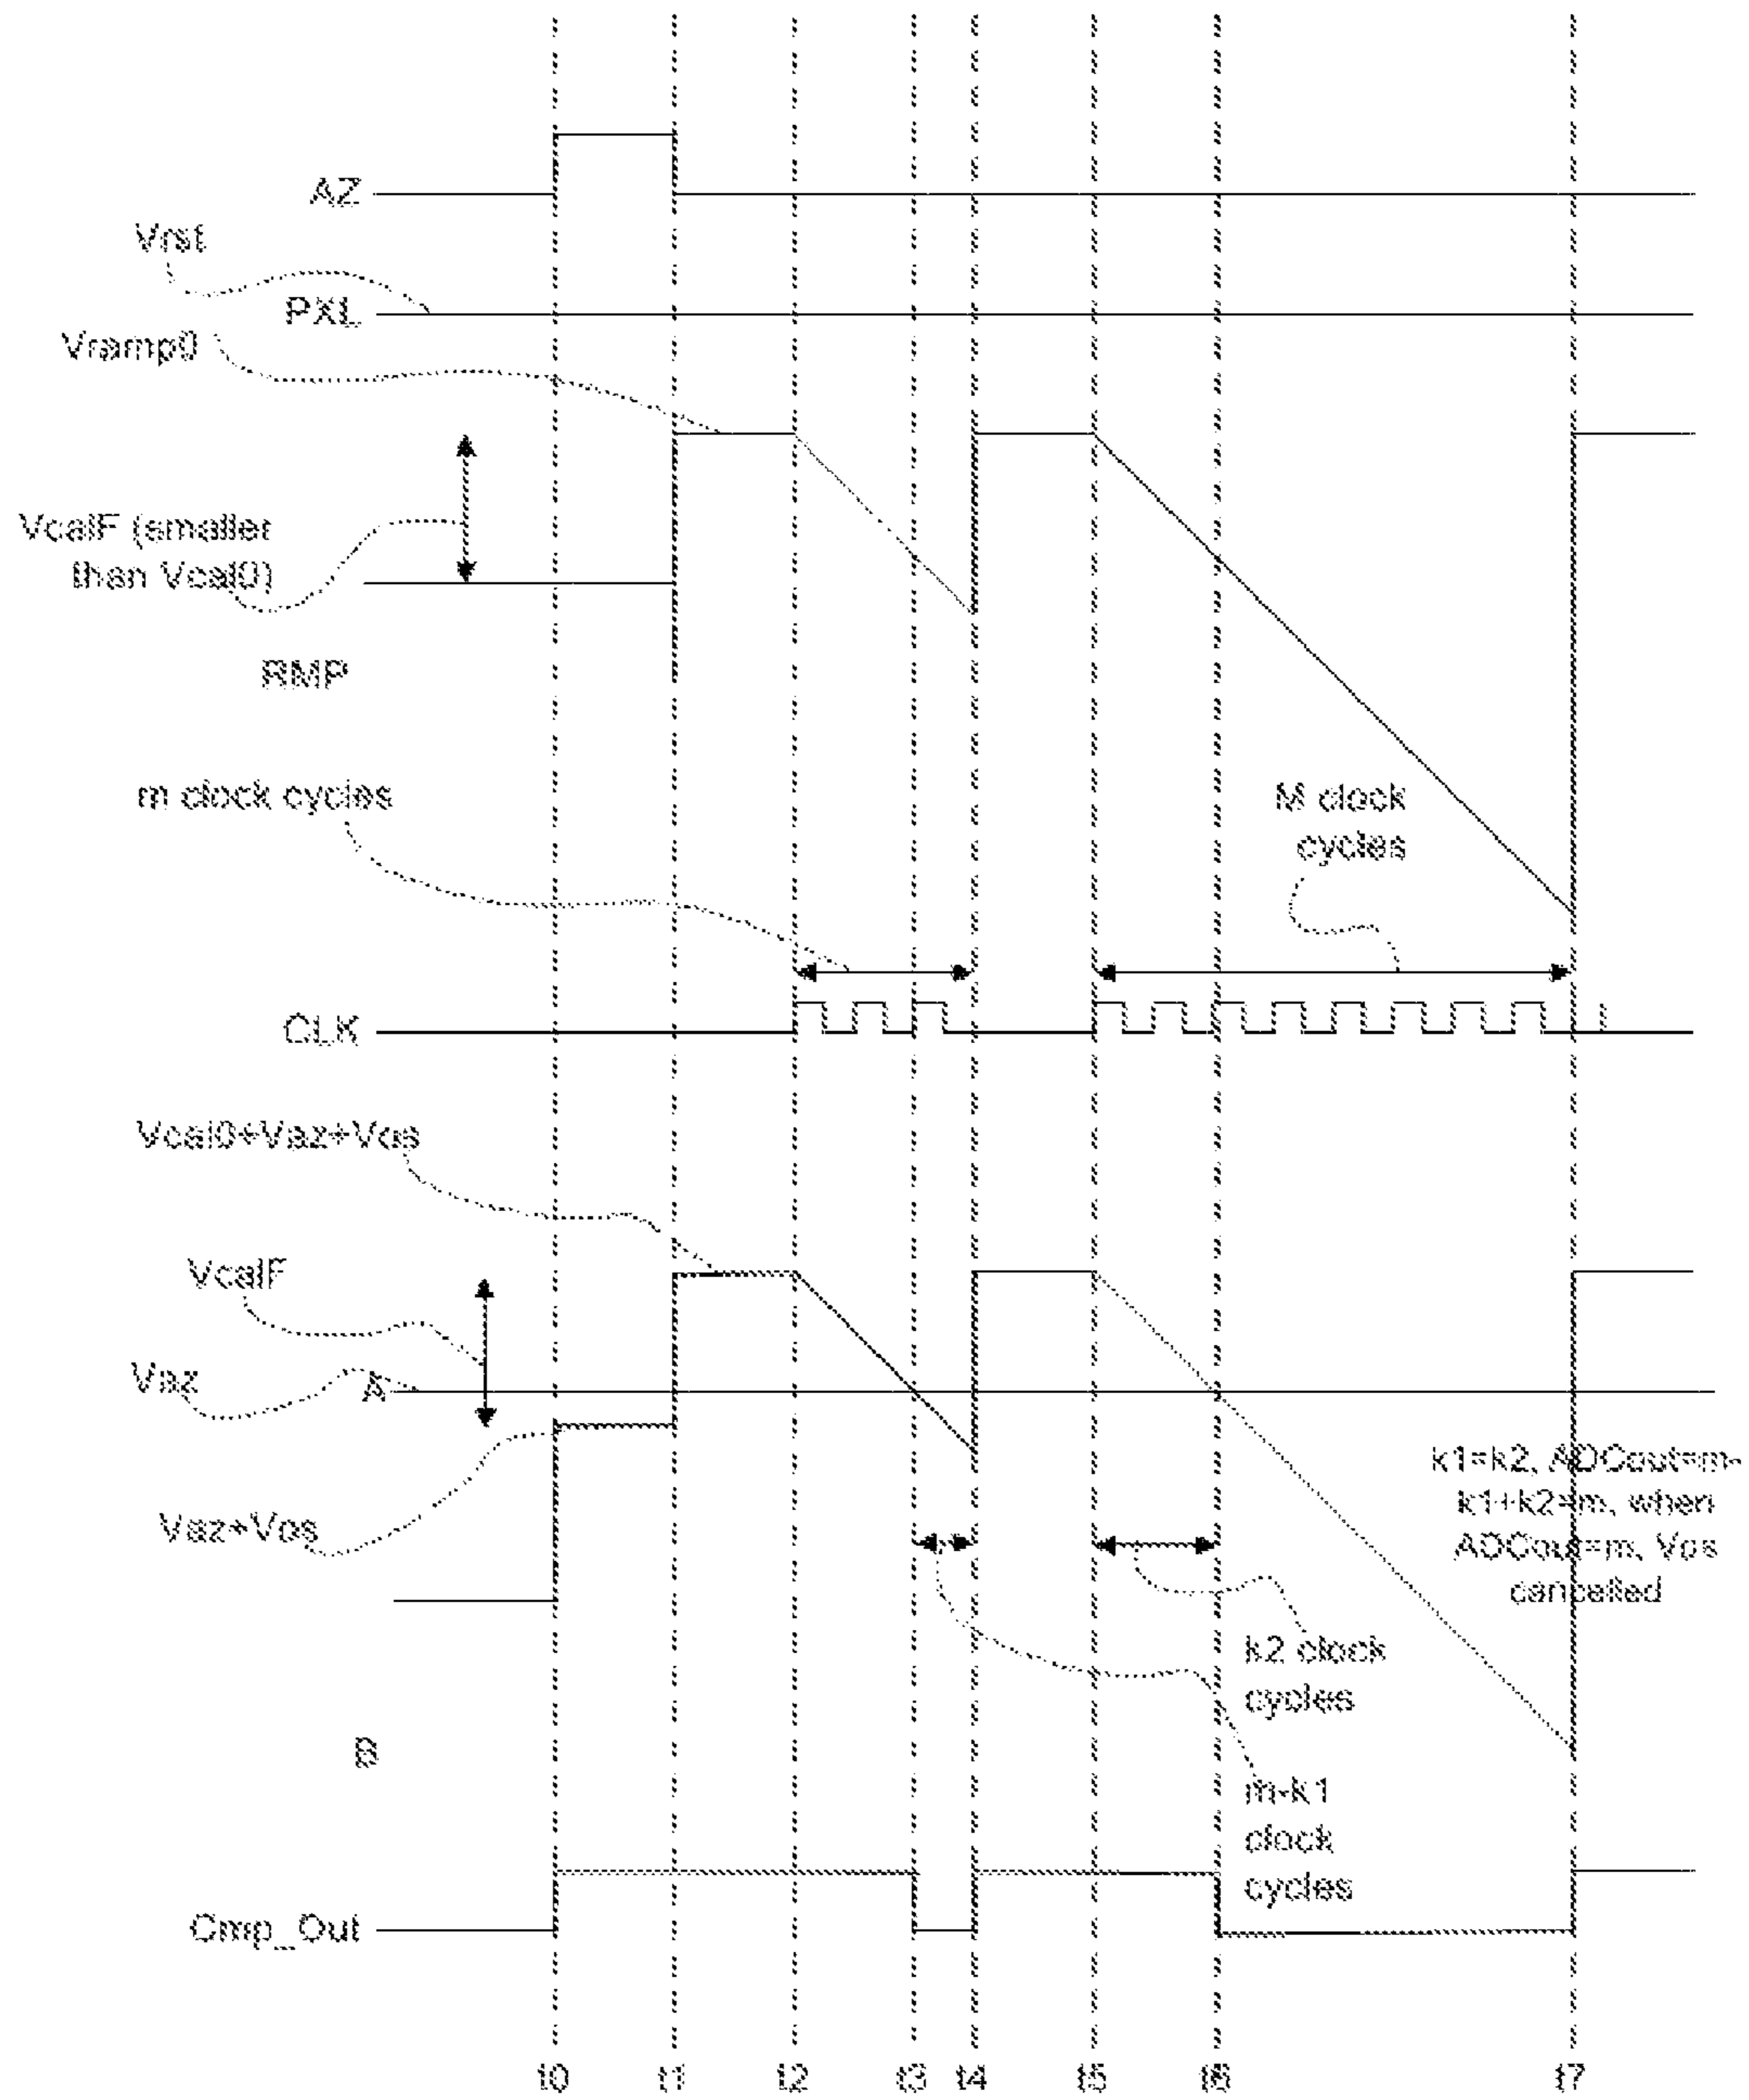 AZ
Vrst
PXL
Vramp0
VcalF (smaller
than Vcal0)
RMP
m clock cycles
M clock
cycles
CLK
Vcal0+Vaz+Vos
VcalF
Vaz
A
Vaz+Vos
k1=k2, ADCout=m-
k1+k2=m, when
ADCout=m, Vos
cancelled
k2 clock
cycles
B
m-k1
clock
cycles
Cmp_Out
t0 t1 t2 t3 t4 t5 t6 t7